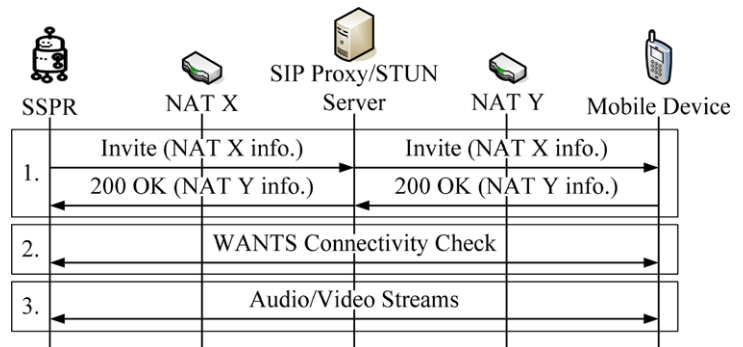 SIP Proxy/STUN
SSPR NAT X Server NAT Y Mobile Device
Invite (NAT X info.) Invite (NAT X info.)
1.
200 OK (NAT Y info.) 200 OK (NAT Y info.)
2. WANTS Connectivity Check
3. Audio/Video Streams